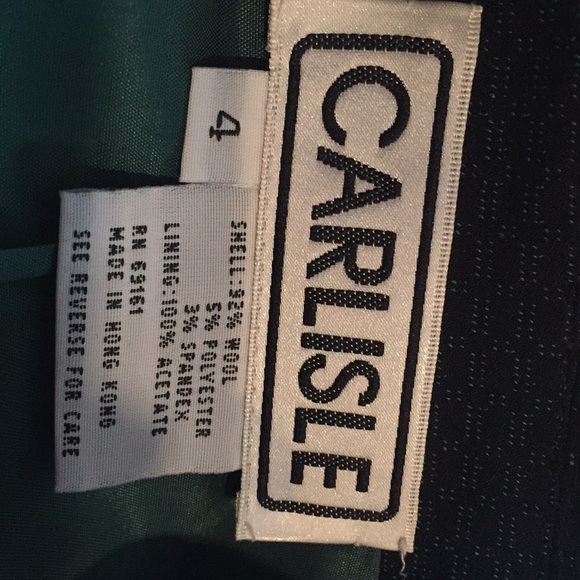 CARLISLE
4
SHELL: 92% WOOL
5% POLYESTER
3% SPANDEX
LINING: 100% ACETATE
RN 69161
MADE IN HONG KONG
SEE REVERSE FOR CARE